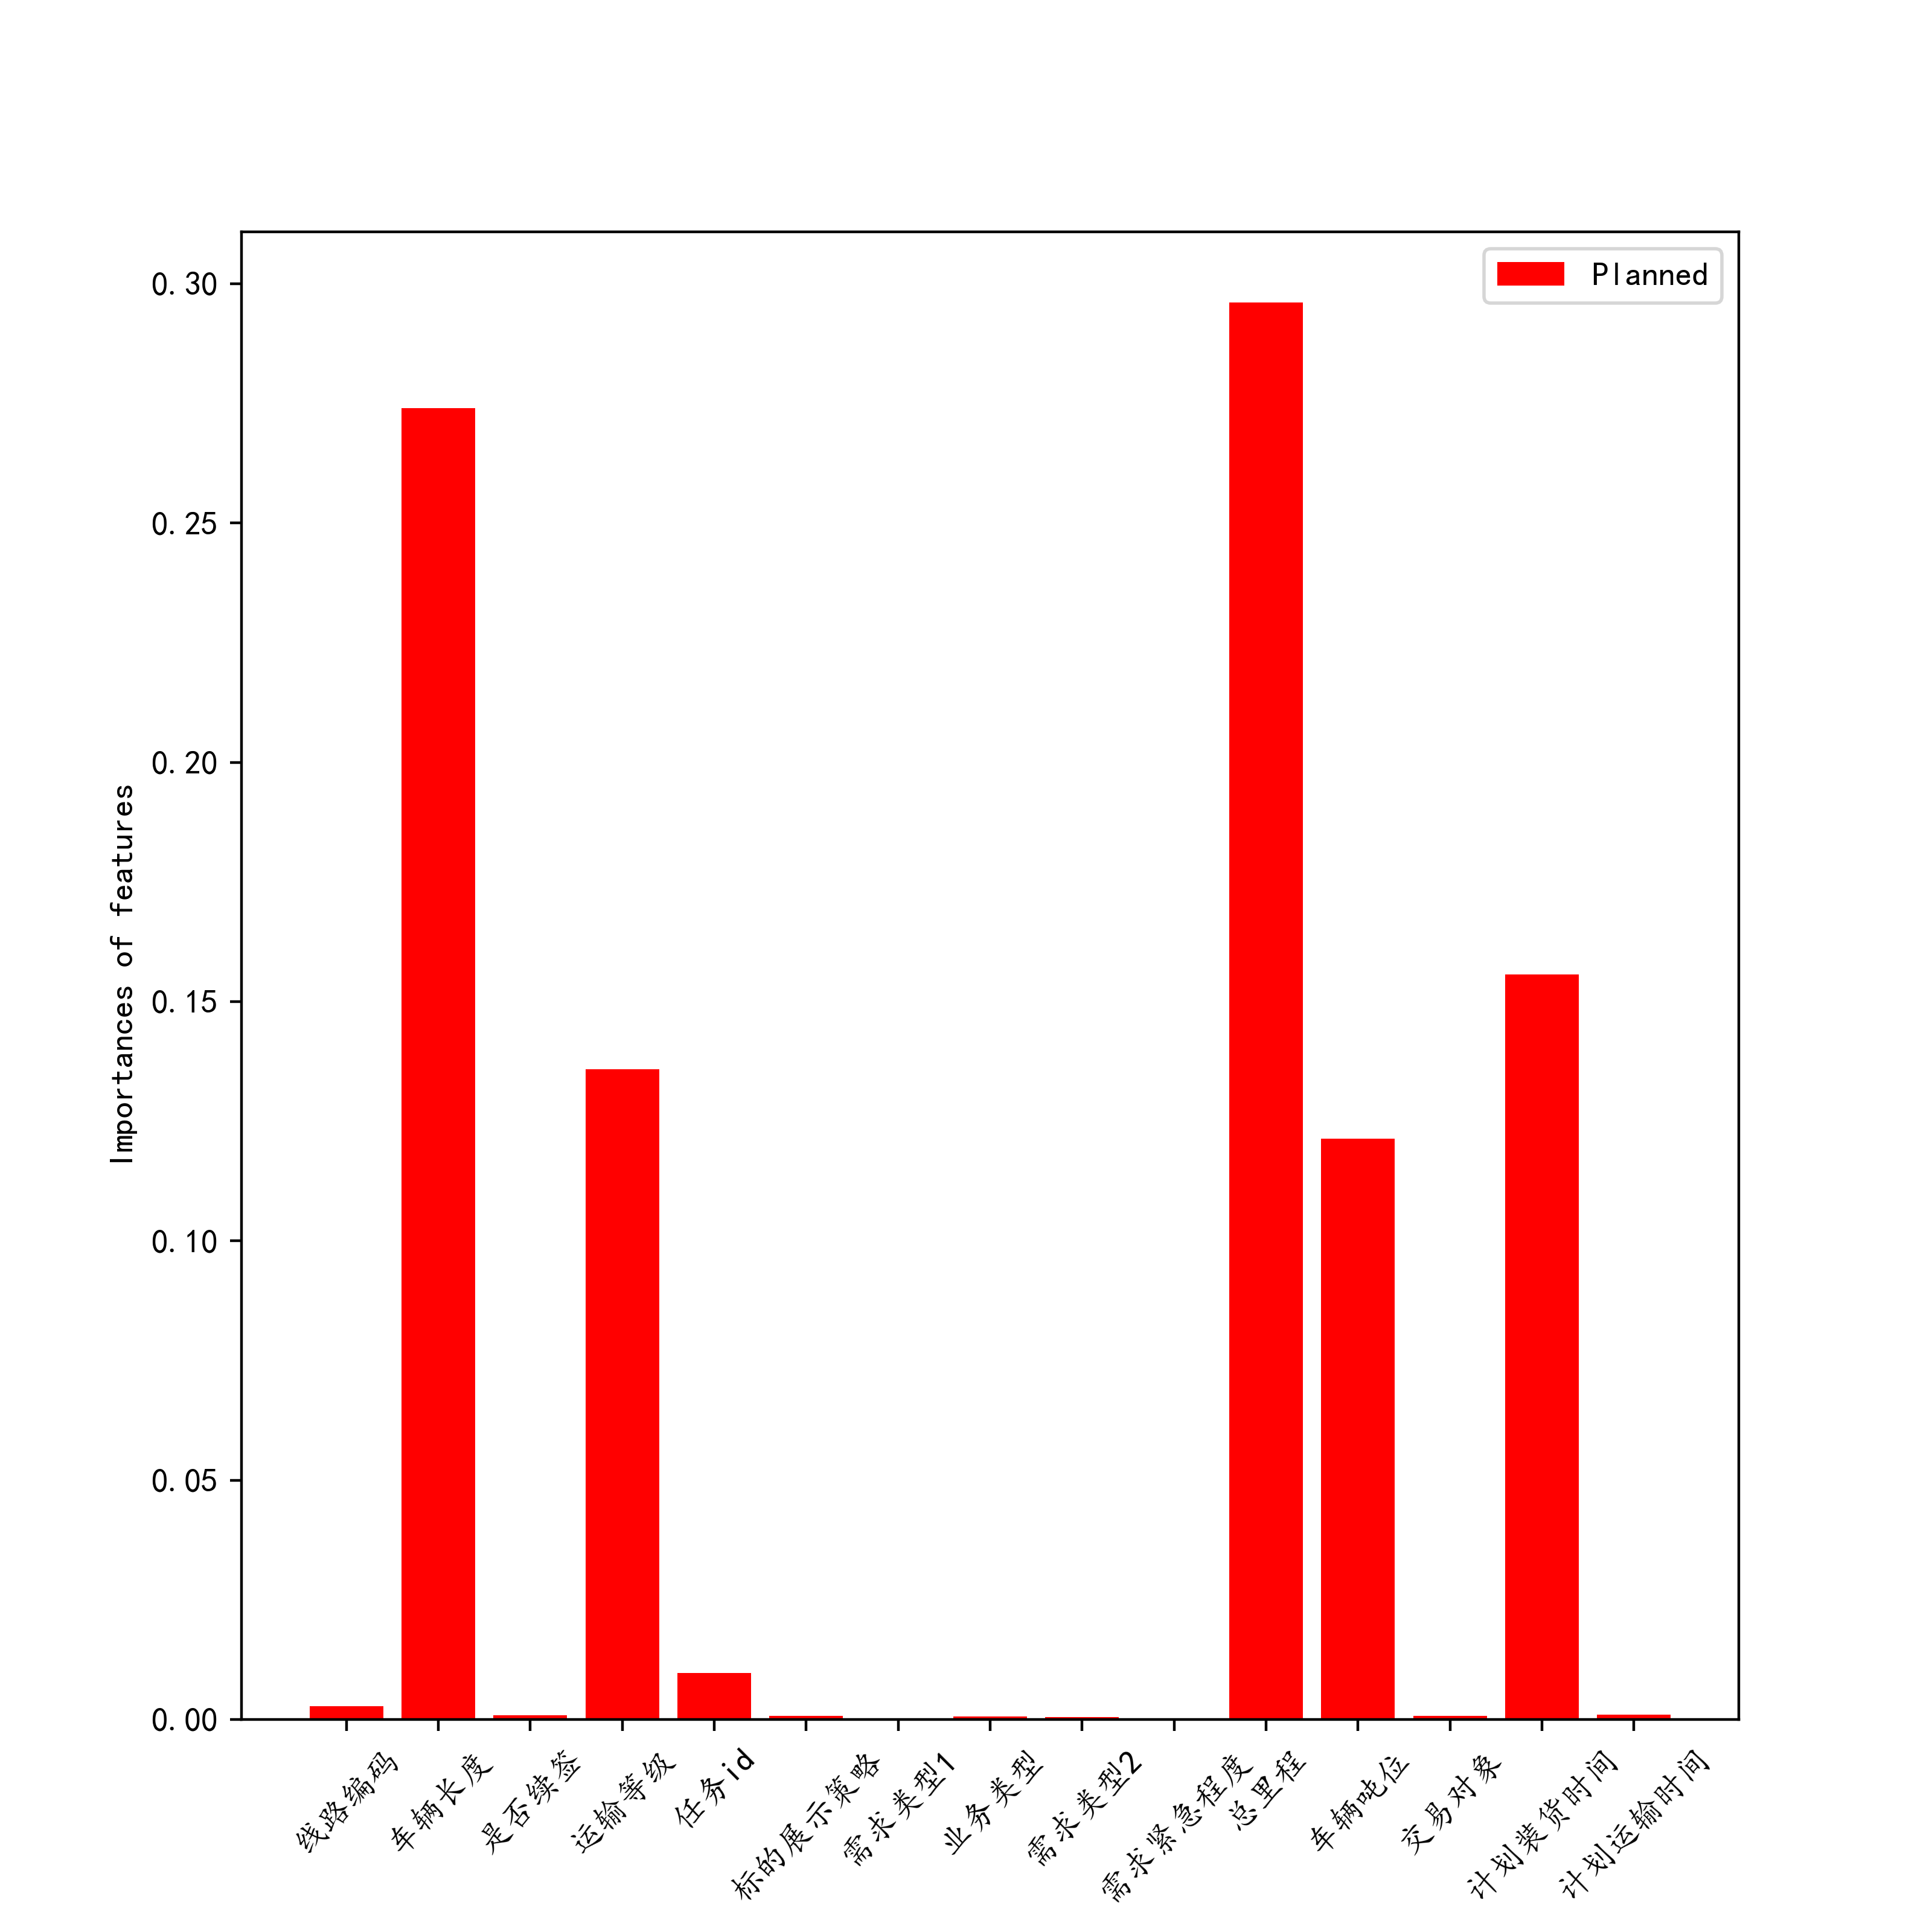 Planned
Importances of features
0.30
0.25
0.20
0.15
0.10
0.05
0.00
线路编码
车辆长度
是否续签
运输等级
任务id
标的展示策略
需求类型1
业务类型
需求类型2
需求紧急程度
总里程
车辆吨位
交易对象
计划装货时间
计划运输时间